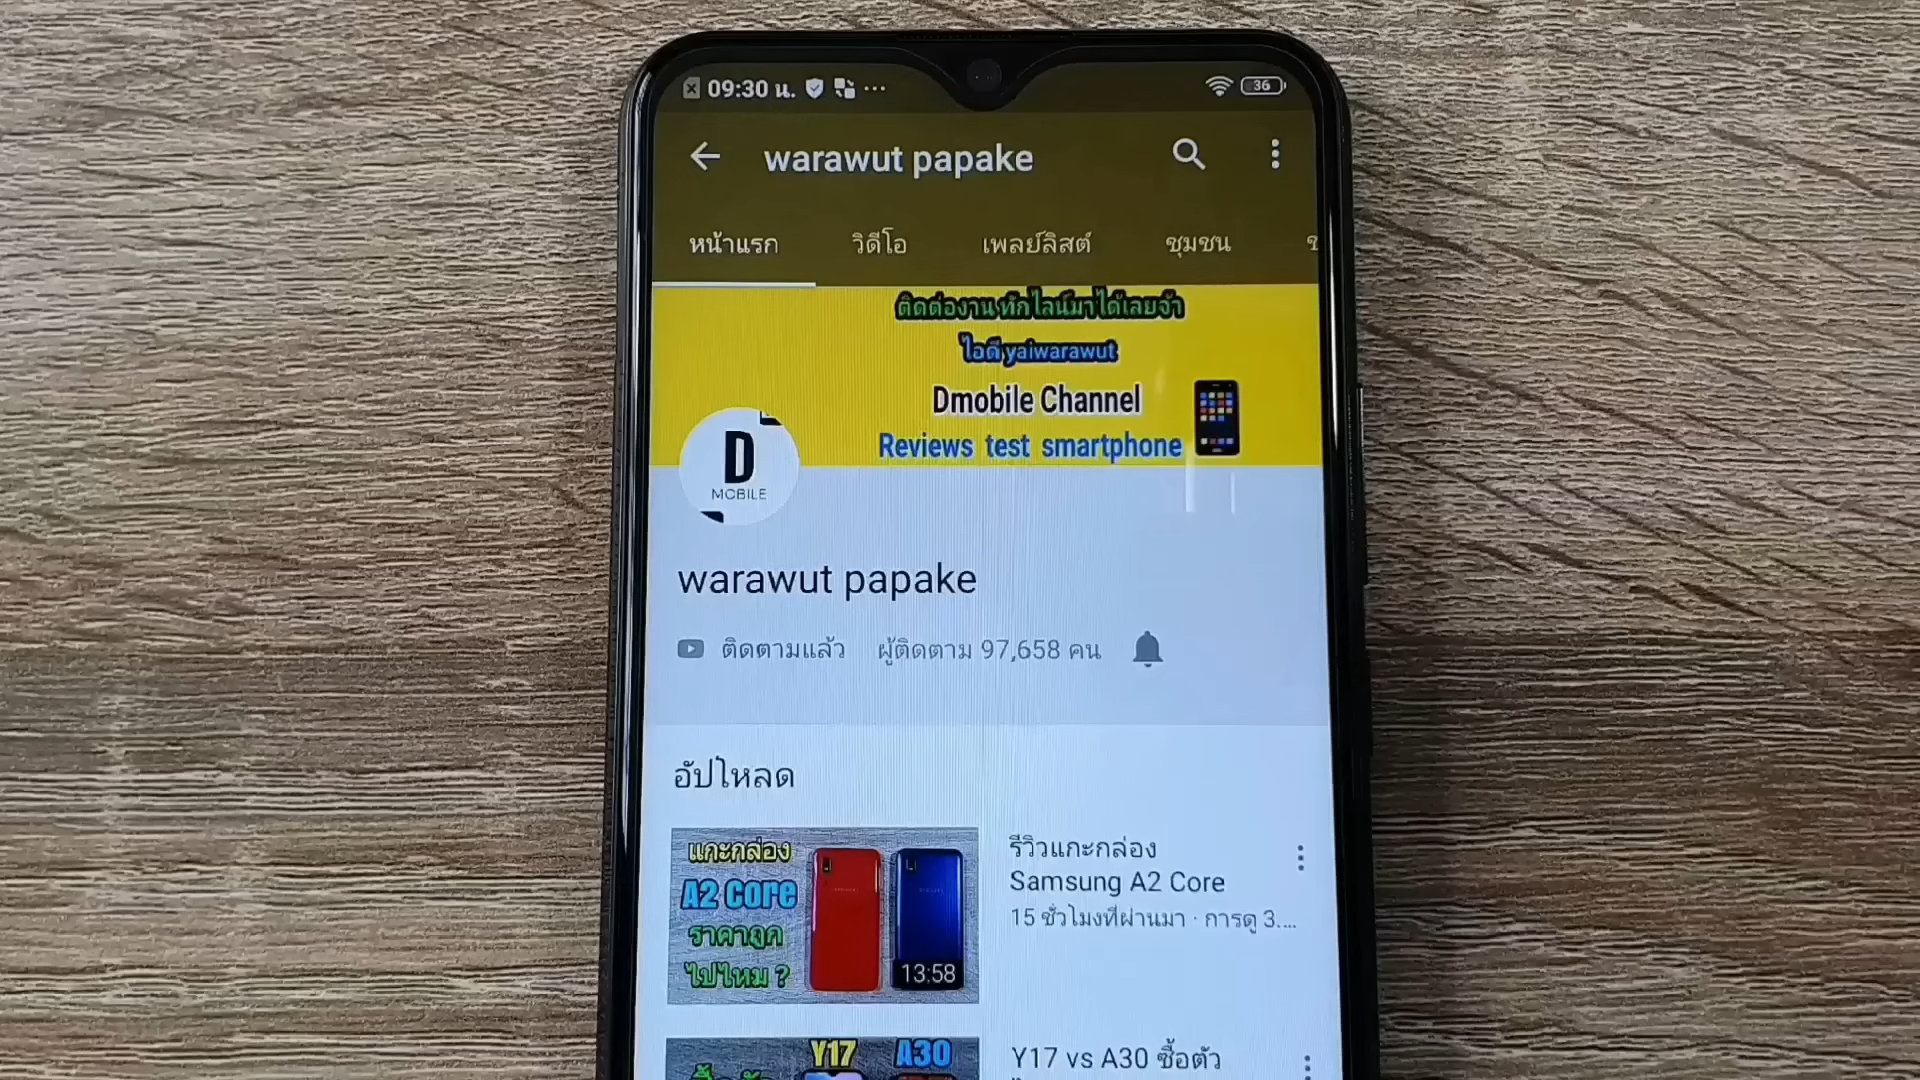 09:30 น.
36
warawut papake
หน้าแรก วิดีโอ เพลย์ลิสต์ ชุมชน
ติดต่องานทักไลน์มาได้เลยจ้า
ไอดี yaiwarawut
Dmobile Channel
Reviews test smartphone
D
MOBILE
warawut papake
ติดตามแล้ว ผู้ติดตาม 97,658 คน
อัปโหลด
แกะกล่อง
A2 Core
ราคาถูก
ไปไหม ?
13:58
รีวิวแกะกล่อง
Samsung A2 Core
15 ชั่วโมงที่ผ่านมา · การดู 3....
Y17 A30
Y17 vs A30 ซื้อตัว